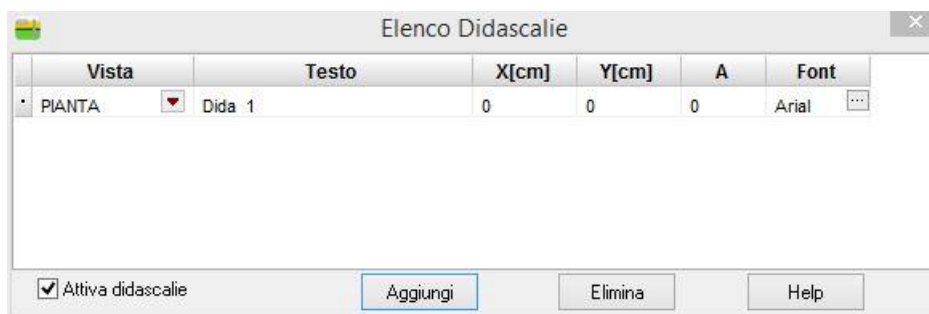 Elenco Didascalie
Vista Testo X[cm] Y[cm] A Font
PIANTA Dida 1 0 0 0 Arial ...
Attiva didascalie Aggiungi Elimina Help